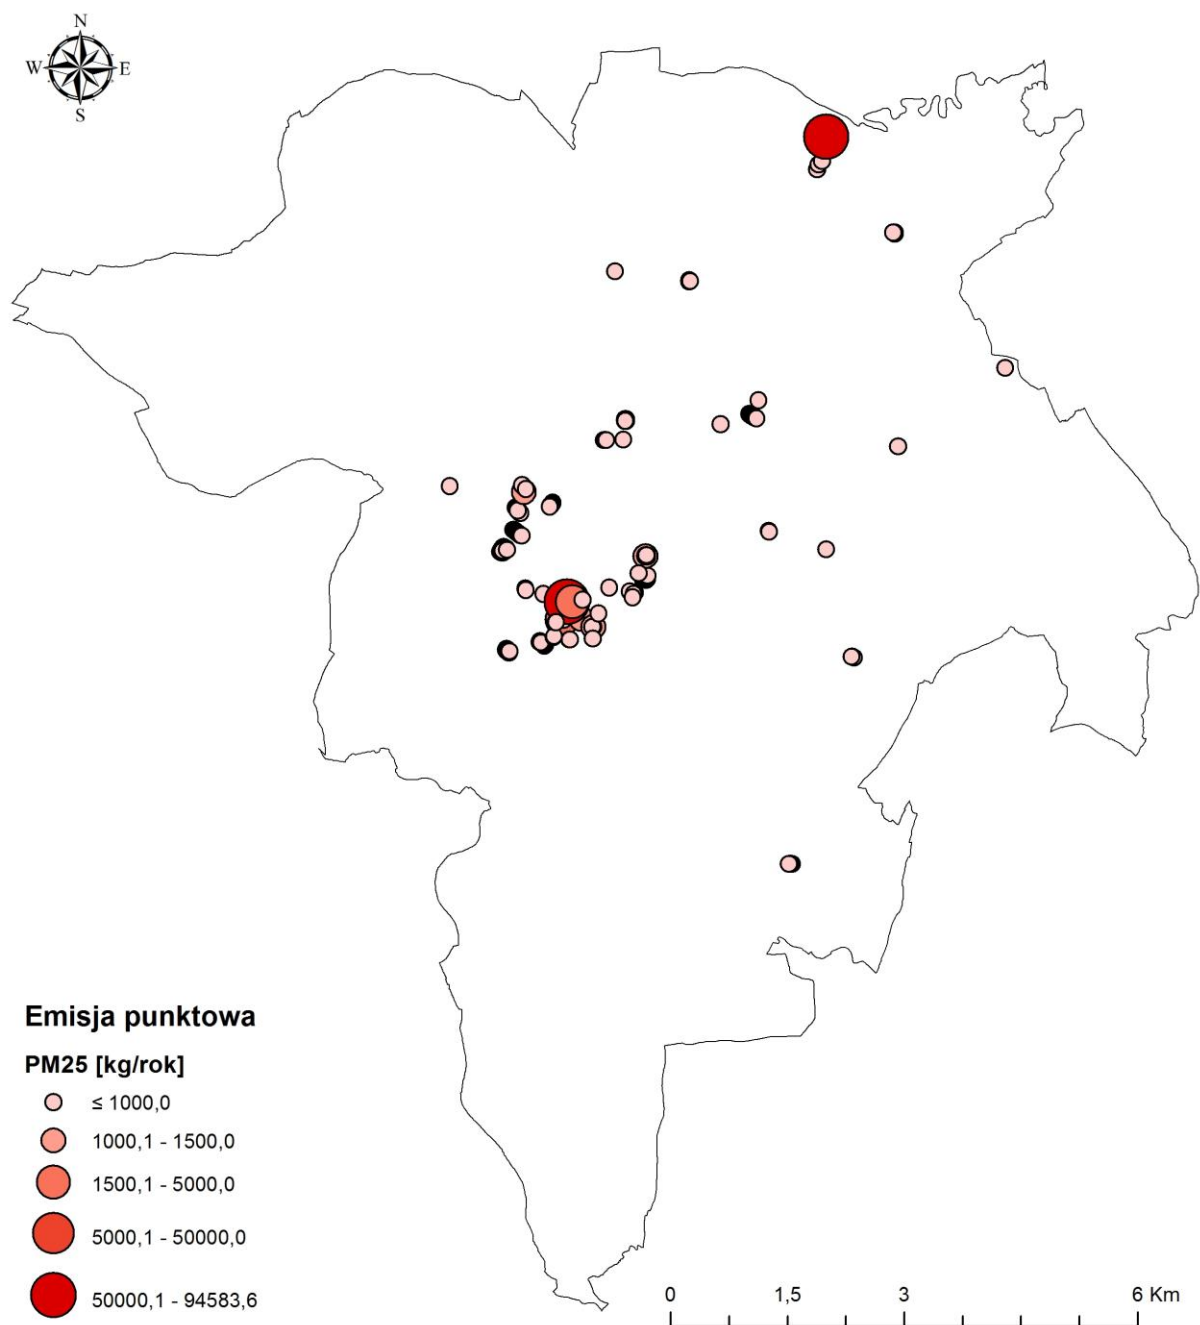 N
W E
S
Emisja punktowa
PM25 [kg/rok]
≤ 1000,0
1000,1 - 1500,0
1500,1 - 5000,0
5000,1 - 50000,0
50000,1 - 94583,6
0 1,5 3 6 Km